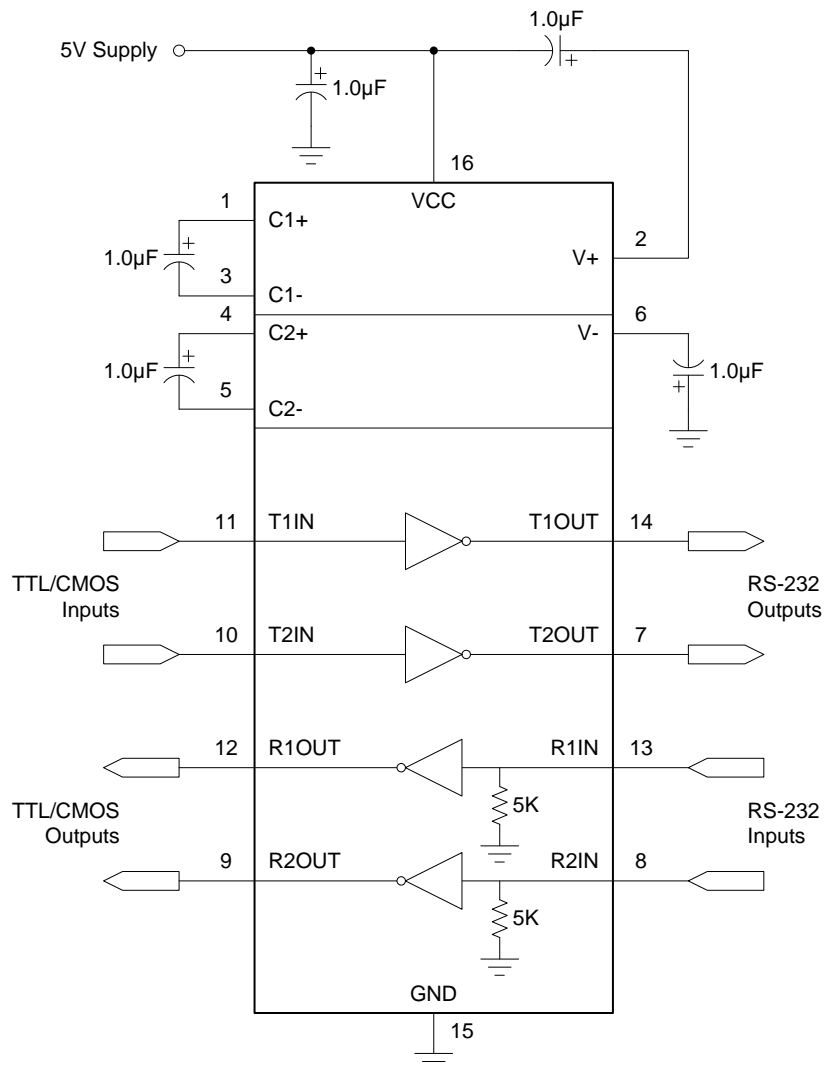 1.0µF
+
5V Supply
+
1.0µF
16
VCC
1
C1+
2
V+
+
1.0µF
3
C1-
4
C2+
6
V-
+
1.0µF
5
C2-
1.0µF
+
11
T1IN
T1OUT
14
TTL/CMOS
Inputs
RS-232
Outputs
10
T2IN
T2OUT
7
12
R1OUT
R1IN
13
5K
TTL/CMOS
Outputs
RS-232
Inputs
9
R2OUT
R2IN
8
5K
GND
15